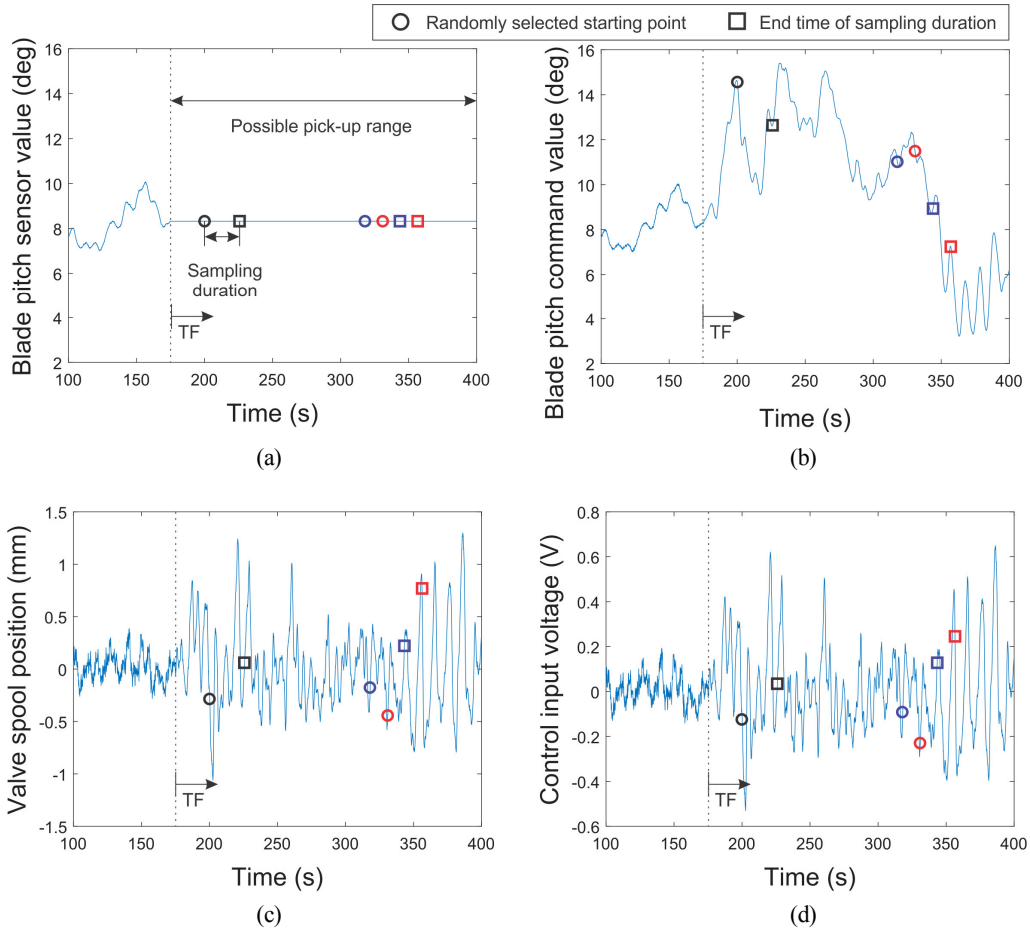 Randomly selected starting point
End time of sampling duration
Blade pitch sensor value (deg)
16
14
12
10
8
6
4
2
Possible pick-up range
Sampling
duration
TF
100
150
200
250
300
350
400
Time (s)
(a)
Blade pitch command value (deg)
16
14
12
10
8
6
4
2
TF
100
150
200
250
300
350
400
Time (s)
(b)
Valve spool position (mm)
1.5
1
0.5
0
-0.5
-1
-1.5
TF
100
150
200
250
300
350
400
Time (s)
(c)
Control input voltage (V)
0.8
0.6
0.4
0.2
0
-0.2
-0.4
-0.6
TF
100
150
200
250
300
350
400
Time (s)
(d)